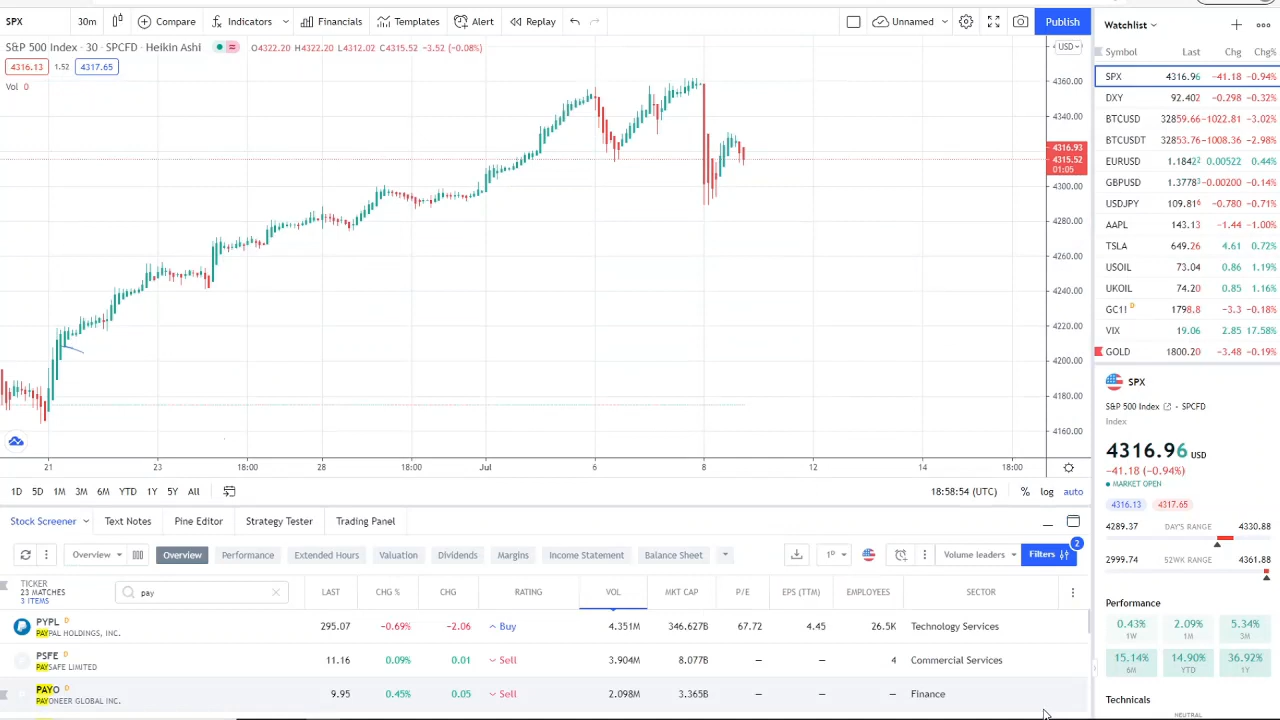 SPX 30m Compare Indicators Financials Templates Alert Replay Unnamed Publish
S&P 500 Index · 30 · SPCFD · Heikin Ashi O4322.20 H4322.20 L4312.02 C4315.52 −3.52 (−0.08%)
4316.13 1.52 4317.65
Vol 0
USD
4360.00
4340.00
4316.93
4315.52
01:05
4300.00
4280.00
4260.00
4240.00
4220.00
4200.00
4180.00
4160.00
21 23 18:00 28 18:00 Jul 6 8 12 14 18:00
1D 5D 1M 3M 6M YTD 1Y 5Y All 18:58:54 (UTC) % log auto
Stock Screener Text Notes Pine Editor Strategy Tester Trading Panel
Overview Overview Performance Extended Hours Valuation Dividends Margins Income Statement Balance Sheet 1D Volume leaders Filters 2
TICKER
23 MATCHES
3 ITEMS
pay
LAST CHG % CHG RATING VOL MKT CAP P/E EPS (TTM) EMPLOYEES SECTOR
PYPL D 295.07 −0.69% −2.06 Buy 4.351M 346.627B 67.72 4.45 26.5K Technology Services
PAYPAL HOLDINGS, INC.
PSFE D 11.16 0.09% 0.01 Sell 3.904M 8.077B — — 4 Commercial Services
PAYSAFE LIMITED
PAYO D 9.95 0.45% 0.05 Sell 2.098M 3.365B — — — Finance
PAYONEER GLOBAL INC.
Watchlist
Symbol Last Chg Chg%
SPX 4316.96 −41.18 −0.94%
DXY 92.402 −0.298 −0.32%
BTCUSD 32859.66 −1022.81 −3.02%
BTCUSDT 32853.76 −1008.36 −2.98%
EURUSD 1.18422 0.00522 0.44%
GBPUSD 1.37783 −0.00200 −0.14%
USDJPY 109.816 −0.780 −0.71%
AAPL 143.13 −1.44 −1.00%
TSLA 649.26 4.61 0.72%
USOIL 73.04 0.86 1.19%
UKOIL 74.20 0.85 1.16%
GC1! D 1798.8 −3.3 −0.18%
VIX 19.06 2.85 17.58%
GOLD 1800.20 −3.48 −0.19%
SPX
S&P 500 Index · SPCFD
Index
4316.96 USD
−41.18 (−0.94%)
MARKET OPEN
4316.13 4317.65
4289.37 DAY'S RANGE 4330.88
2999.74 52WK RANGE 4361.88
Performance
0.43% 2.09% 5.34%
1W 1M 3M
15.14% 14.90% 36.92%
6M YTD 1Y
Technicals
NEUTRAL